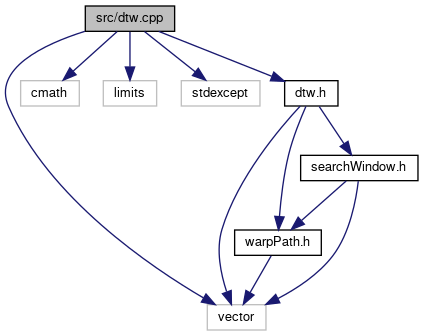 src/dtw.cpp
cmath
limits
stdexcept
dtw.h
searchWindow.h
warpPath.h
vector